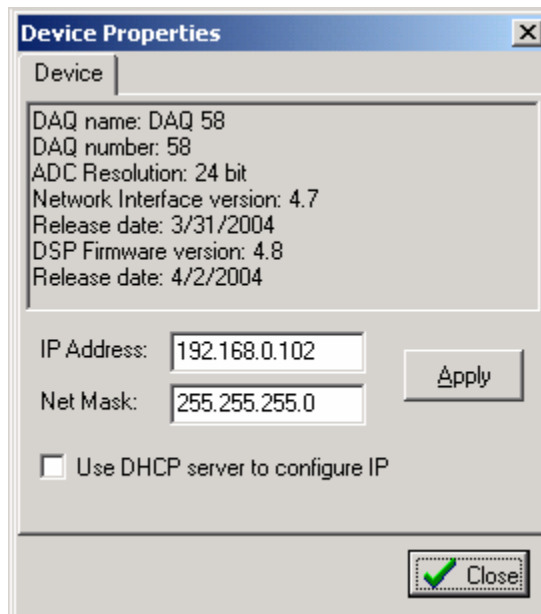 Device Properties
Device
DAQ name: DAQ 58
DAQ number: 58
ADC Resolution: 24 bit
Network Interface version: 4.7
Release date: 3/31/2004
DSP Firmware version: 4.8
Release date: 4/2/2004
IP Address: 192.168.0.102
Apply
Net Mask: 255.255.255.0
Use DHCP server to configure IP
Close